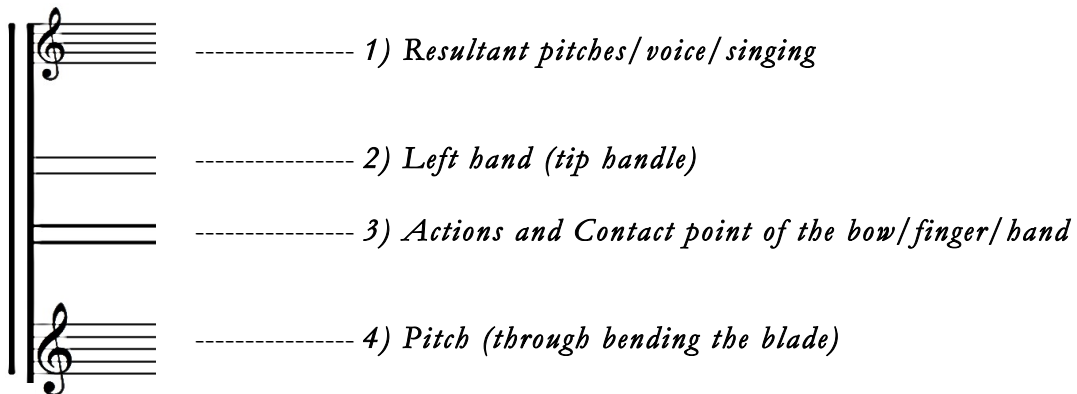 ---------------- 1) Resultant pitches/voice/singing
---------------- 2) Left hand (tip handle)
---------------- 3) Actions and Contact point of the bow/finger/hand
---------------- 4) Pitch (through bending the blade)